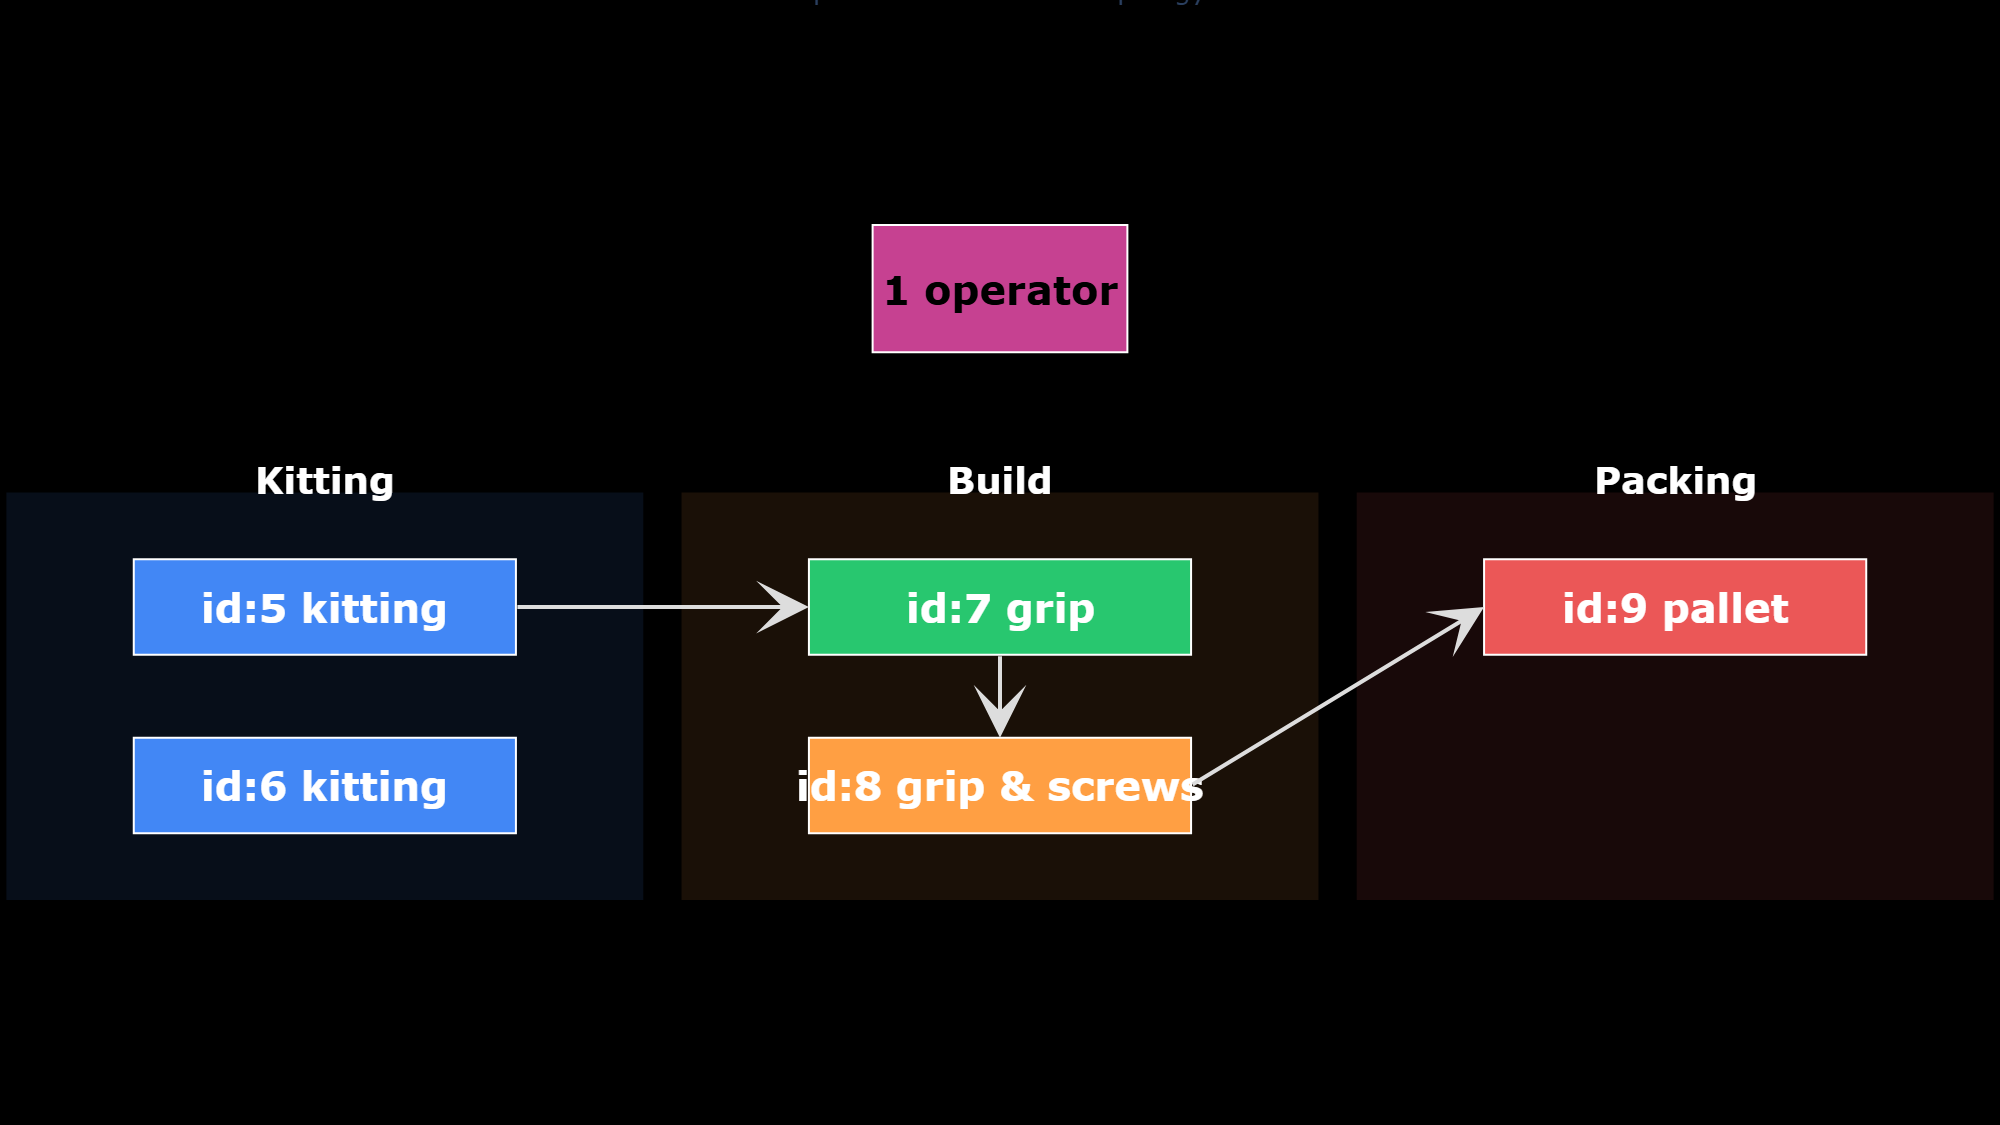 1 operator
Kitting
Build
Packing
id:5 kitting
id:7 grip
id:9 pallet
id:6 kitting
id:8 grip & screws